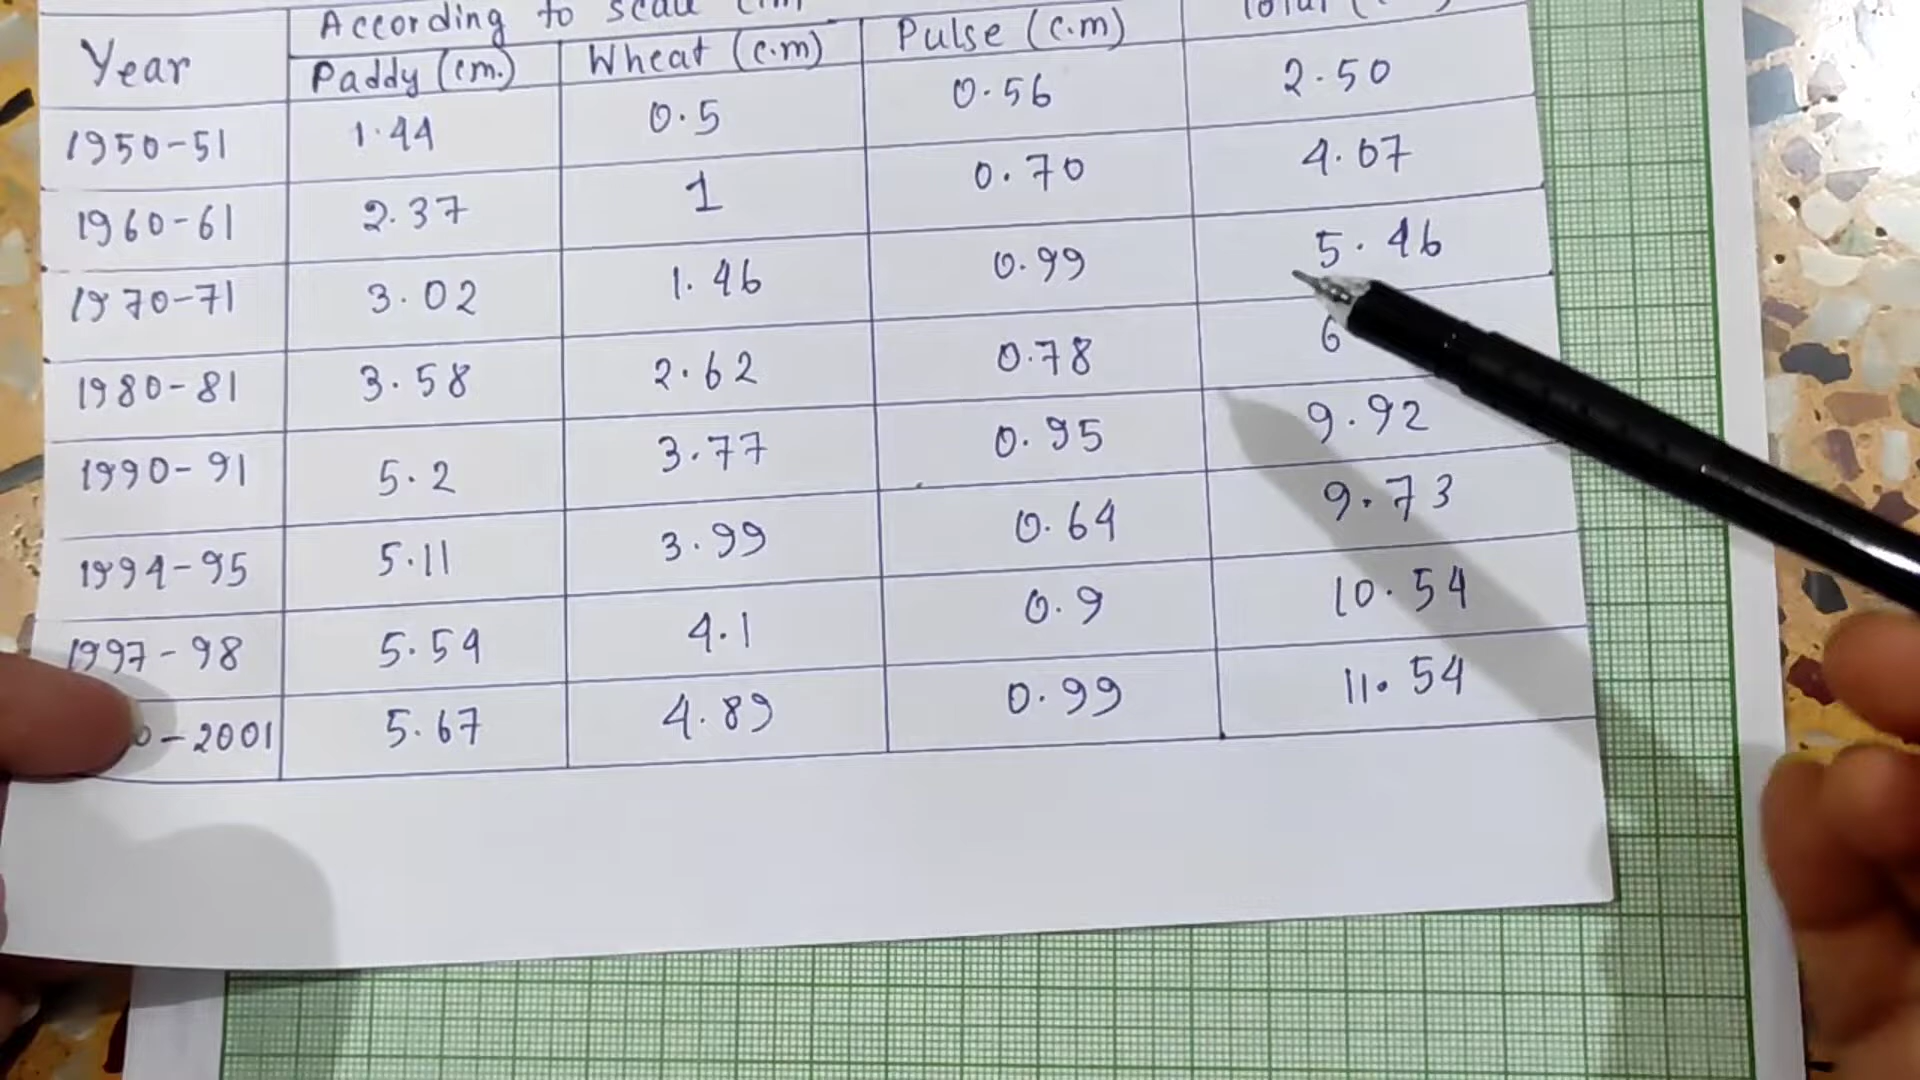 According to
Year Paddy (cm.) Wheat (c.m) Pulse (c.m)
1950-51 1.44 0.5 0.56 2.50
1960-61 2.37 1 0.70 4.07
1970-71 3.02 1.46 0.99 5.46
1980-81 3.58 2.62 0.78 6
1990-91 5.2 3.77 0.95 9.92
1994-95 5.11 3.99 0.64 9.73
1997-98 5.54 4.1 0.9 10.54
0-2001 5.67 4.89 0.99 11.54